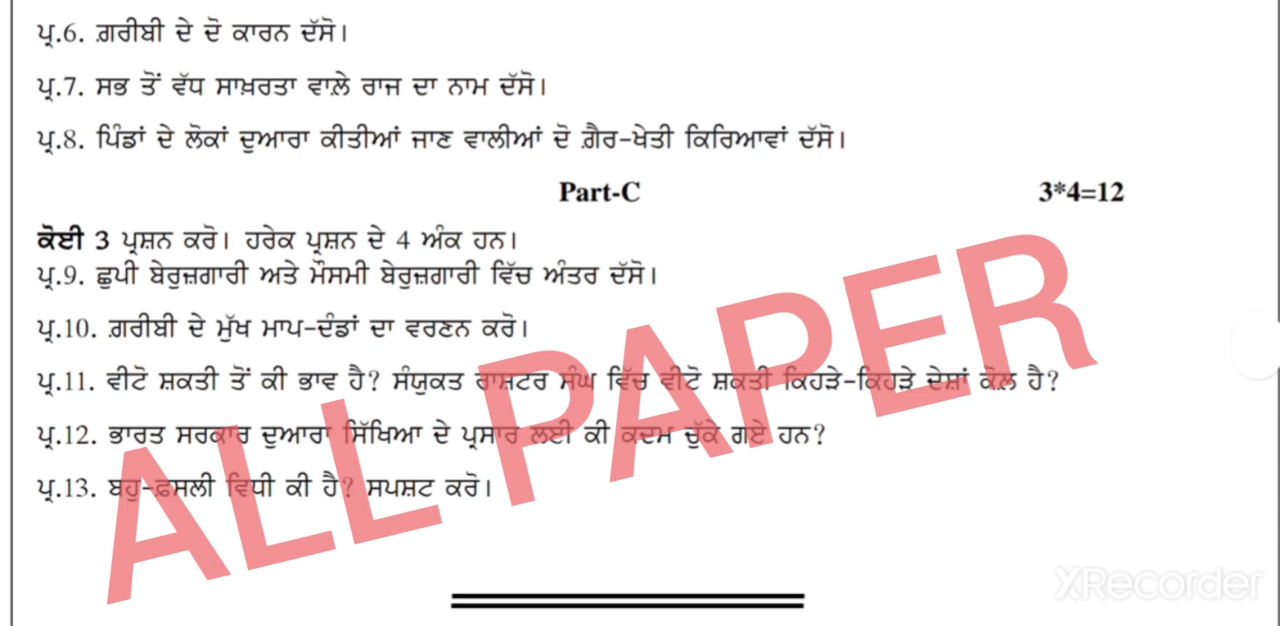 ਪ੍ਰ.6. ਗ਼ਰੀਬੀ ਦੇ ਦੋ ਕਾਰਨ ਦੱਸੋ।
ਪ੍ਰ.7. ਸਭ ਤੋਂ ਵੱਧ ਸਾਖ਼ਰਤਾ ਵਾਲ਼ੇ ਰਾਜ ਦਾ ਨਾਮ ਦੱਸੋ।
ਪ੍ਰ.8. ਪਿੰਡਾਂ ਦੇ ਲੋਕਾਂ ਦੁਆਰਾ ਕੀਤੀਆਂ ਜਾਣ ਵਾਲੀਆਂ ਦੋ ਗ਼ੈਰ-ਖੇਤੀ ਕਿਰਿਆਵਾਂ ਦੱਸੋ।
Part-C 3*4=12
ਕੋਈ 3 ਪ੍ਰਸ਼ਨ ਕਰੋ। ਹਰੇਕ ਪ੍ਰਸ਼ਨ ਦੇ 4 ਅੰਕ ਹਨ।
ਪ੍ਰ.9. ਛੁਪੀ ਬੇਰੁਜ਼ਗਾਰੀ ਅਤੇ ਮੌਸਮੀ ਬੇਰੁਜ਼ਗਾਰੀ ਵਿੱਚ ਅੰਤਰ ਦੱਸੋ।
ਪ੍ਰ.10. ਗ਼ਰੀਬੀ ਦੇ ਮੁੱਖ ਮਾਪ-ਦੰਡਾਂ ਦਾ ਵਰਣਨ ਕਰੋ।
ਪ੍ਰ.11. ਵੀਟੋ ਸ਼ਕਤੀ ਤੋਂ ਕੀ ਭਾਵ ਹੈ? ਸੰਯੁਕਤ ਰਾਸ਼ਟਰ ਸੰਘ ਵਿੱਚ ਵੀਟੋ ਸ਼ਕਤੀ ਕਿਹੜੇ-ਕਿਹੜੇ ਦੇਸ਼ਾਂ ਕੋਲ਼ ਹੈ?
ਪ੍ਰ.12. ਭਾਰਤ ਸਰਕਾਰ ਦੁਆਰਾ ਸਿੱਖਿਆ ਦੇ ਪ੍ਰਸਾਰ ਲਈ ਕੀ ਕਦਮ ਚੁੱਕੇ ਗਏ ਹਨ?
ਪ੍ਰ.13. ਬਹੁ-ਫ਼ਸਲੀ ਵਿਧੀ ਕੀ ਹੈ? ਸਪਸ਼ਟ ਕਰੋ।
ALL PAPER
XRecorder